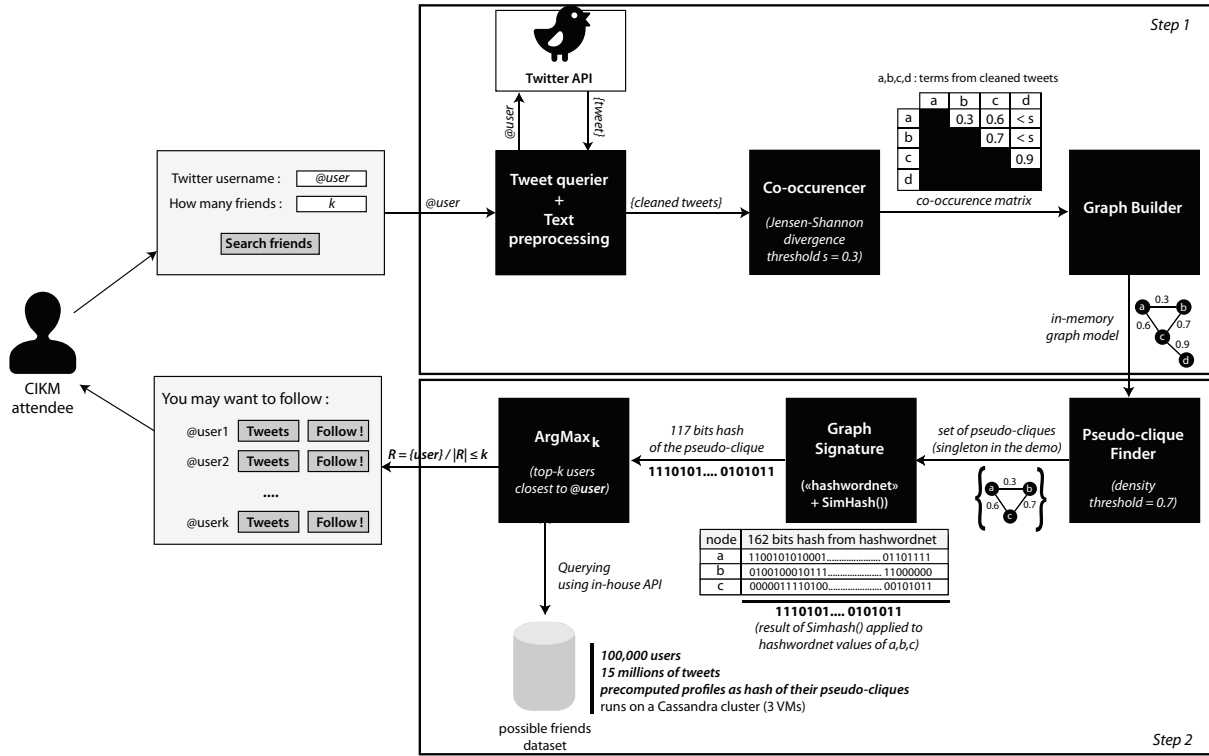 Step 1
Twitter API
@user
{tweet}
a,b,c,d : terms from cleaned tweets
a b c d
a 0.3 0.6 < s
b 0.7 < s
c 0.9
d
co-occurence matrix
Twitter username : @user
How many friends : k
Search friends
@user
Tweet querier
+
Text
preprocessing
{cleaned tweets}
Co-occurencer
(Jensen-Shannon
divergence
threshold s = 0.3)
Graph Builder
in-memory
graph model
a 0.3 b
0.6 0.7
c
0.9
d
CIKM
attendee
You may want to follow :
@user1 Tweets Follow !
@user2 Tweets Follow !
....
@userk Tweets Follow !
R = {user} / |R| ≤ k
ArgMaxk
(top-k users
closest to @user)
117 bits hash
of the pseudo-clique
1110101.... 0101011
Graph
Signature
(«hashwordnet»
+ SimHash())
set of pseudo-cliques
(singleton in the demo)
{ a 0.3 b }
0.6 0.7
c
Pseudo-clique
Finder
(density
threshold = 0.7)
node 162 bits hash from hashwordnet
a 1100101010001...................... 01101111
b 0100100010111...................... 11000000
c 0000011110100...................... 00101011
1110101.... 0101011
(result of Simhash() applied to
hashwordnet values of a,b,c)
Querying
using in-house API
100,000 users
15 millions of tweets
precomputed profiles as hash of their pseudo-cliques
runs on a Cassandra cluster (3 VMs)
possible friends
dataset
Step 2